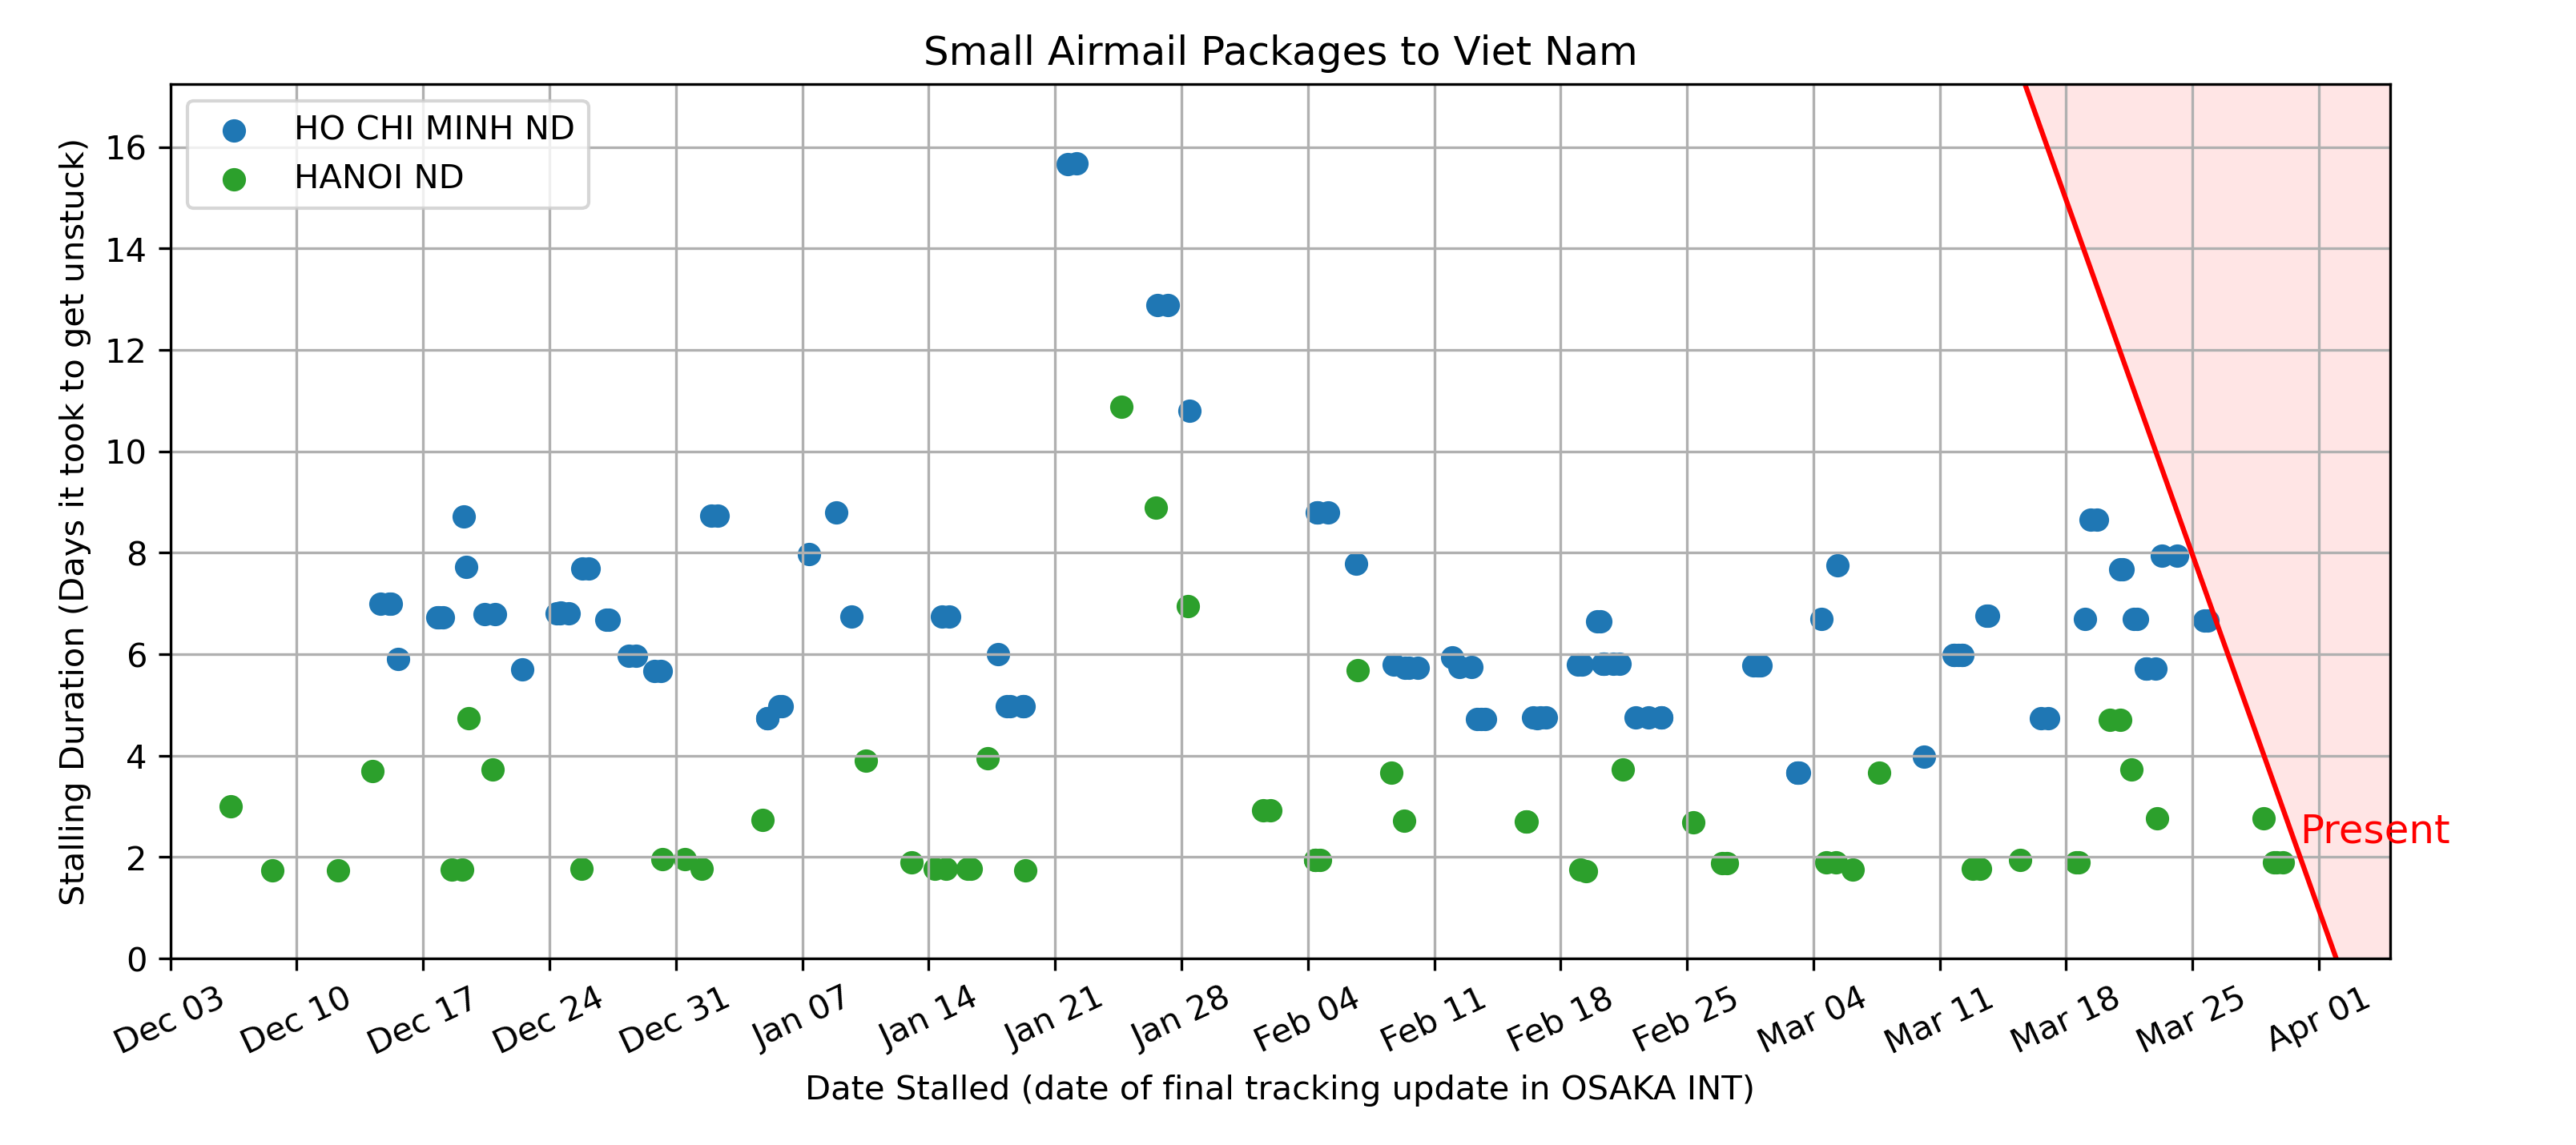 Small Airmail Packages to Viet Nam
HO CHI MINH ND
HANOI ND
Stalling Duration (Days it took to get unstuck)
16
14
12
10
8
6
4
2
0
Present
Dec 03
Dec 10
Dec 17
Dec 24
Dec 31
Jan 07
Jan 14
Jan 21
Jan 28
Feb 04
Feb 11
Feb 18
Feb 25
Mar 04
Mar 11
Mar 18
Mar 25
Apr 01
Date Stalled (date of final tracking update in OSAKA INT)